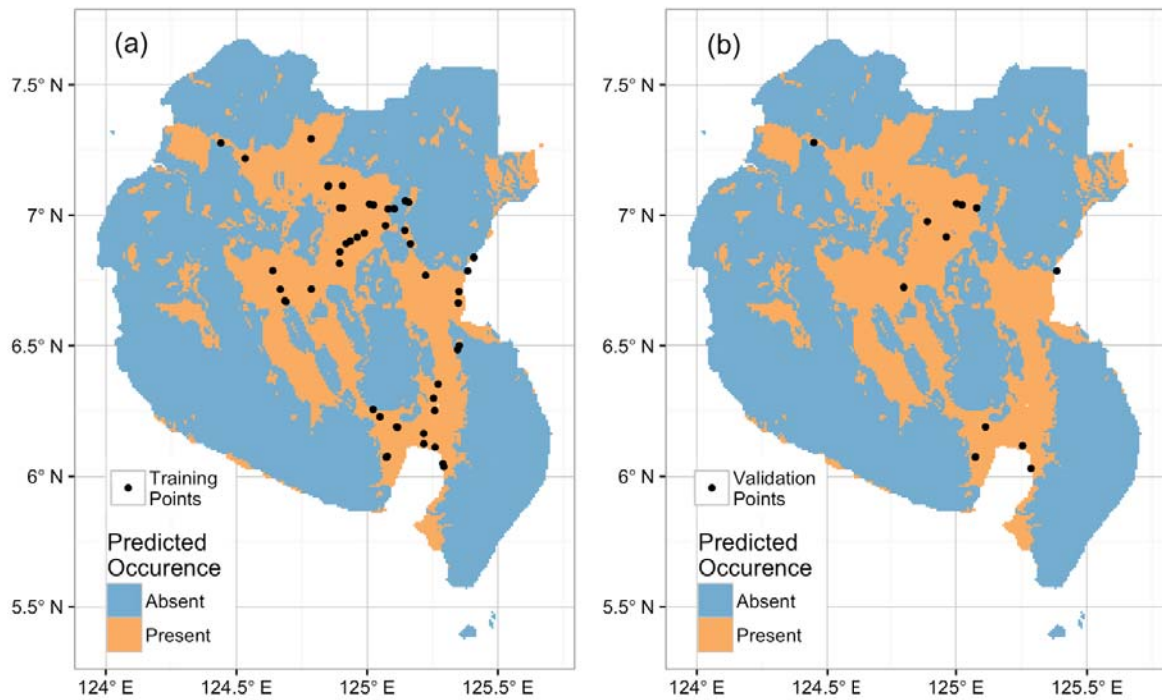 (a)
7.5° N
7° N
6.5° N
6° N
5.5° N
Training
Points
Predicted
Occurence
Absent
Present
124° E 124.5° E 125° E 125.5° E
(b)
7.5° N
7° N
6.5° N
6° N
5.5° N
Validation
Points
Predicted
Occurence
Absent
Present
124° E 124.5° E 125° E 125.5° E